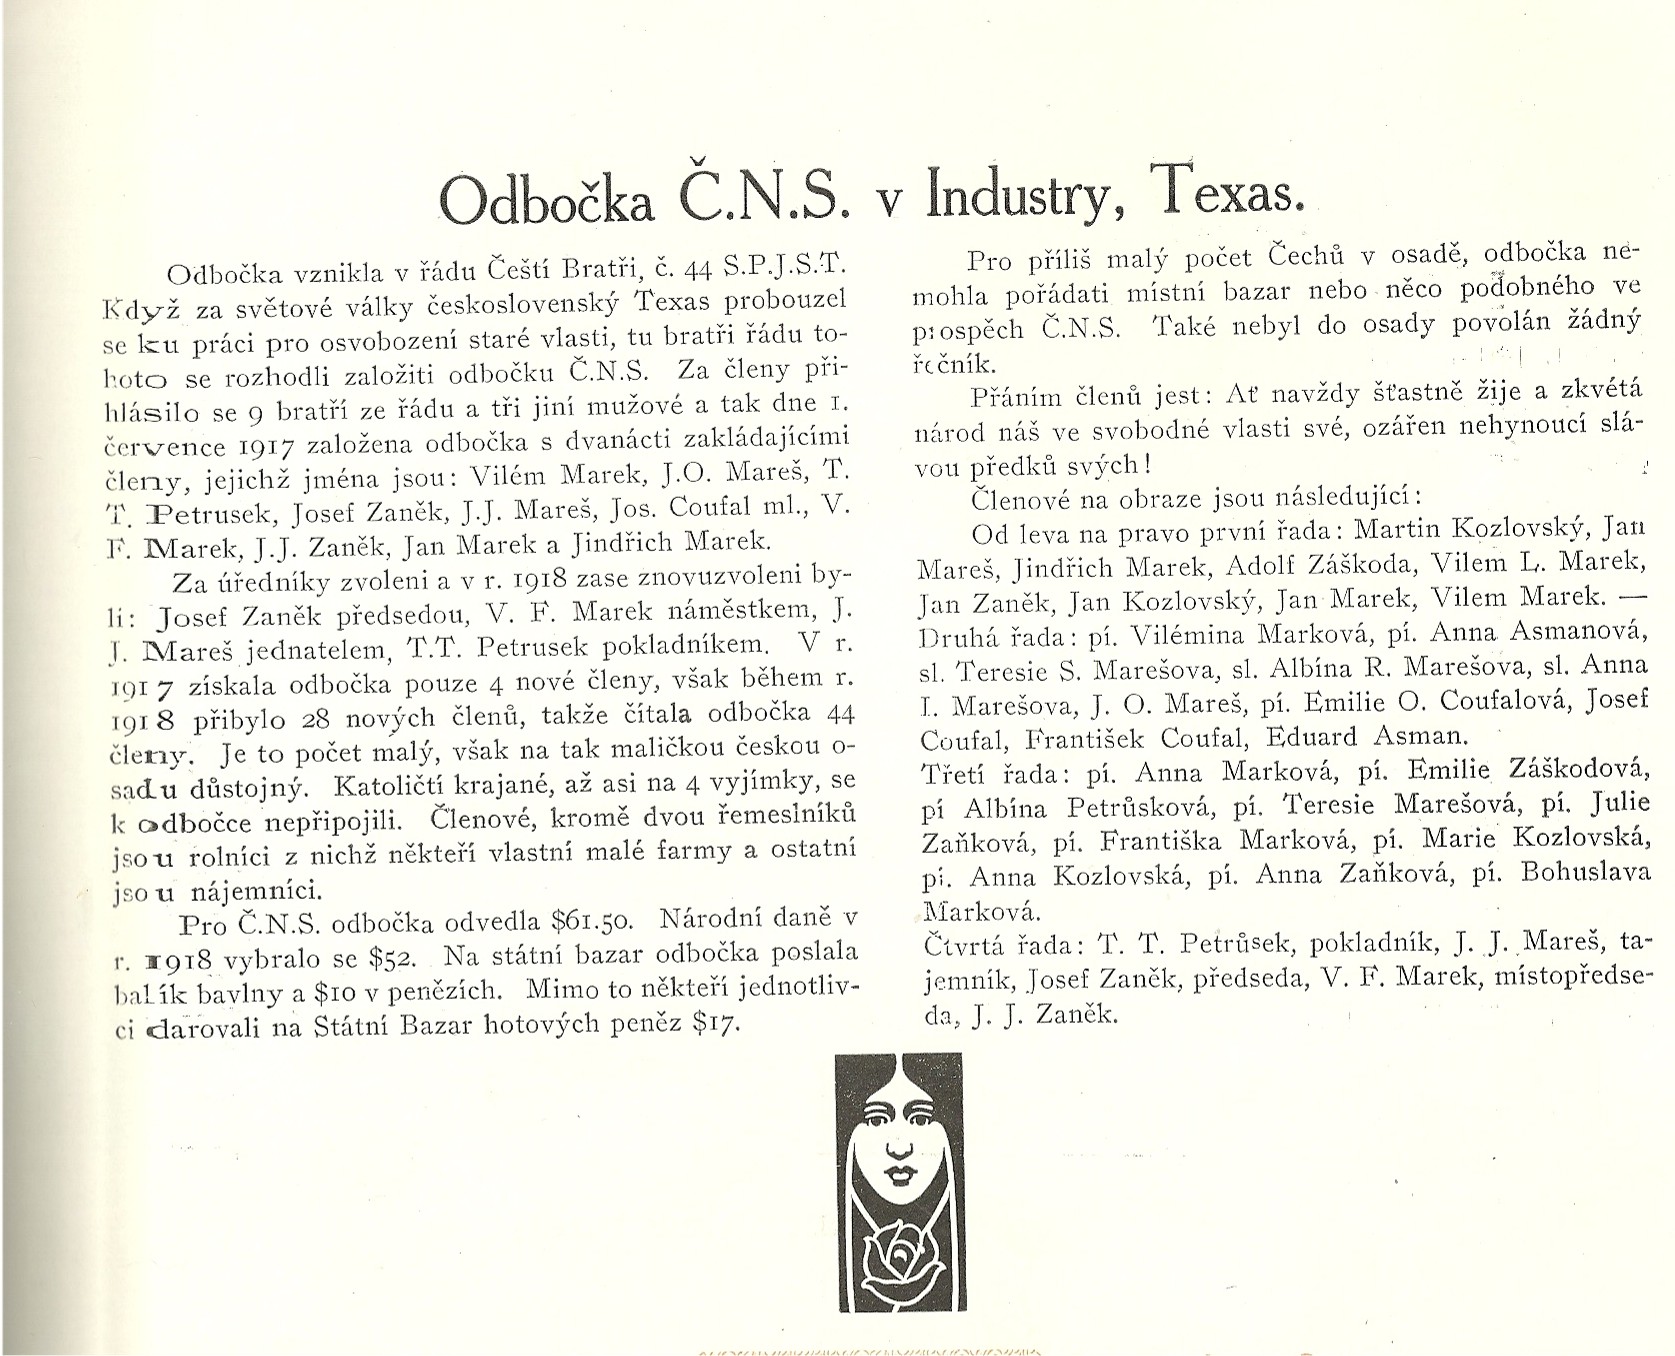 Odbočka Č.N.S. v Industry, Texas.
Odbočka vznikla v řádu Čeští Bratři, č. 44 S.P.J.S.T.
Když za světové války československý Texas probouzel
se ku práci pro osvobození staré vlasti, tu bratři řádu to-
hoto se rozhodli založiti odbočku Č.N.S. Za členy při-
hlásilo se 9 bratří ze řádu a tři jiní mužové a tak dne 1.
července 1917 založena odbočka s dvanácti zakládajícími
členy, jejichž jména jsou: Vilém Marek, J.O. Mareš, T.
T. Petrusek, Josef Zaněk, J.J. Mareš, Jos. Coufal ml., V.
F. Marek, J.J. Zaněk, Jan Marek a Jindřich Marek.
Za úředníky zvoleni a v r. 1918 zase znovuzvoleni by-
li: Josef Zaněk předsedou, V. F. Marek náměstkem, J.
J. Mareš jednatelem, T.T. Petrusek pokladníkem. V r.
1917 získala odbočka pouze 4 nové členy, však během r.
1918 přibylo 28 nových členů, takže čítala odbočka 44
členy. Je to počet malý, však na tak maličkou českou o-
sadu důstojný. Katoličtí krajané, až asi na 4 vyjímky, se
k odbočce nepřipojili. Členové, kromě dvou řemeslníků
jsou rolníci z nichž někteří vlastní malé farmy a ostatní
jsou nájemníci.
Pro Č.N.S. odbočka odvedla $61.50. Národní daně v
r. 1918 vybralo se $52. Na státní bazar odbočka poslala
balík bavlny a $10 v penězích. Mimo to někteří jednotliv-
ci darovali na Státní Bazar hotových peněz $17.
Pro příliš malý počet Čechů v osadě, odbočka ne-
mohla pořádati místní bazar nebo něco podobného ve
prospěch Č.N.S. Také nebyl do osady povolán žádný
řečník.
Přáním členů jest: Ať navždy šťastně žije a zkvétá
národ náš ve svobodné vlasti své, ozářen nehynoucí slá-
vou předků svých!
Členové na obraze jsou následující:
Od leva na pravo první řada: Martin Kozlovský, Jan
Mareš, Jindřich Marek, Adolf Záškoda, Vilem L. Marek,
Jan Zaněk, Jan Kozlovský, Jan Marek, Vilem Marek. —
Druhá řada: pí. Vilémina Marková, pí. Anna Asmanová,
sl. Teresie S. Marešova, sl. Albína R. Marešova, sl. Anna
I. Marešova, J. O. Mareš, pí. Emilie O. Coufalová, Josef
Coufal, František Coufal, Eduard Asman.
Třetí řada: pí. Anna Marková, pí. Emilie Záškodová,
pí Albína Petrůsková, pí. Teresie Marešová, pí. Julie
Zaňková, pí. Františka Marková, pí. Marie Kozlovská,
pí. Anna Kozlovská, pí. Anna Zaňková, pí. Bohuslava
Marková.
Čtvrtá řada: T. T. Petrůsek, pokladník, J. J. Mareš, ta-
jemník, Josef Zaněk, předseda, V. F. Marek, místopředse-
da, J. J. Zaněk.